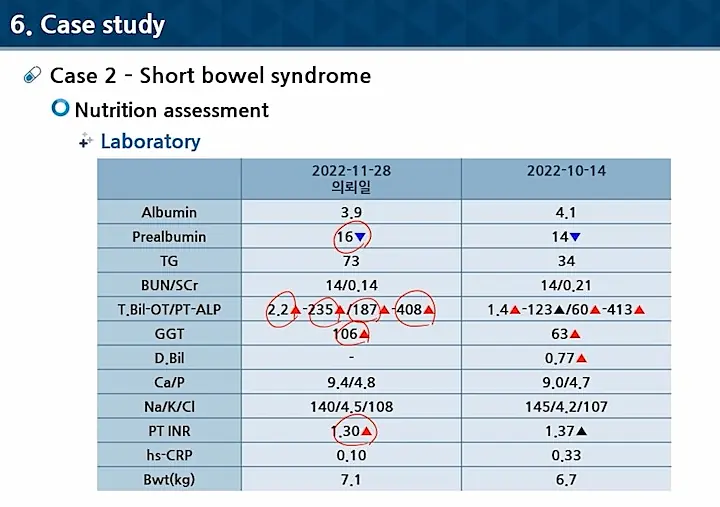 6. Case study
Case 2 - Short bowel syndrome
Nutrition assessment
Laboratory
2022-11-28 의뢰일 2022-10-14
Albumin 3.9 4.1
Prealbumin 16▼ 14▼
TG 73 34
BUN/SCr 14/0.14 14/0.21
T.Bil-OT/PT-ALP 2.2▲-235▲/187▲-408▲ 1.4▲-123▲/60▲-413▲
GGT 106▲ 63▲
D.Bil - 0.77▲
Ca/P 9.4/4.8 9.0/4.7
Na/K/Cl 140/4.5/108 145/4.2/107
PT INR 1.30▲ 1.37▲
hs-CRP 0.10 0.33
Bwt(kg) 7.1 6.7